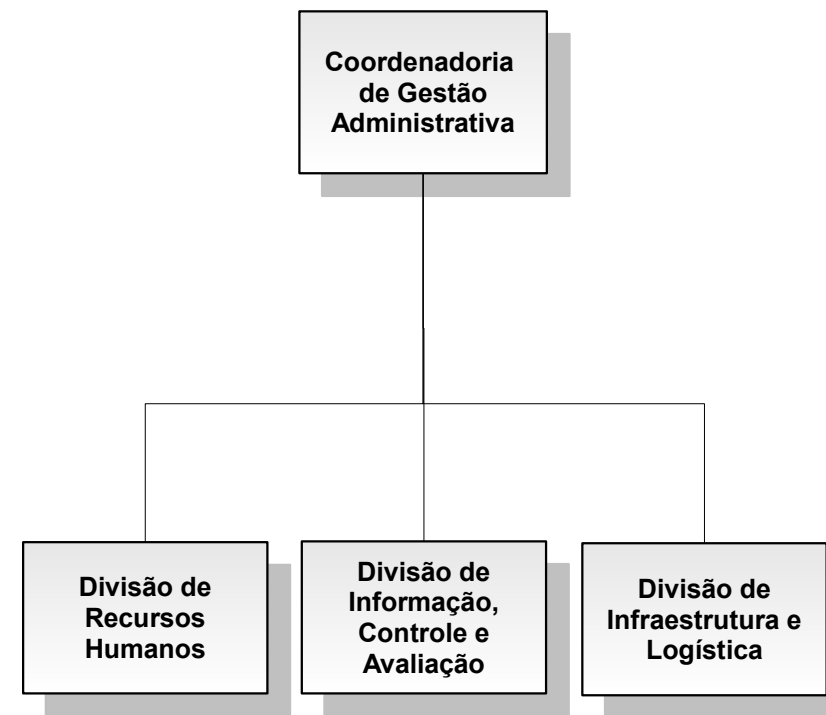 Coordenadoria
de Gestão
Administrativa
Divisão de
Recursos
Humanos
Divisão de
Informação,
Controle e
Avaliação
Divisão de
Infraestrutura e
Logística